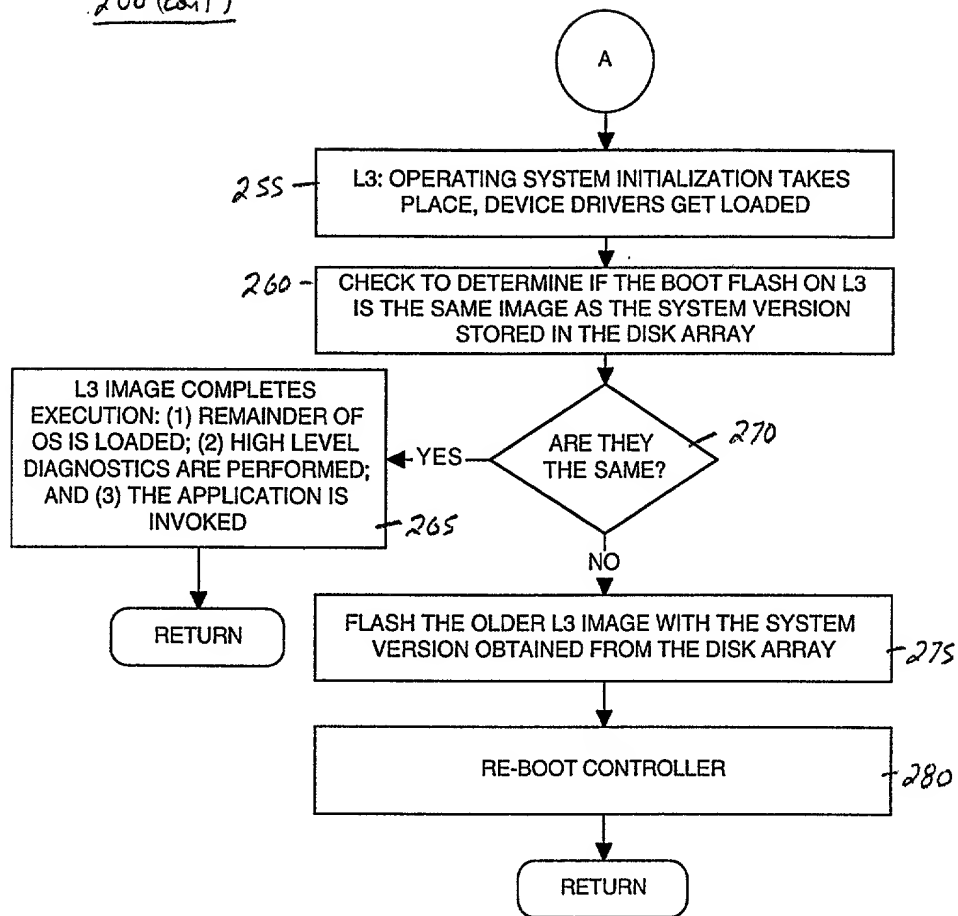 200 (cont)
A
255
L3: OPERATING SYSTEM INITIALIZATION TAKES
PLACE, DEVICE DRIVERS GET LOADED
260
CHECK TO DETERMINE IF THE BOOT FLASH ON L3
IS THE SAME IMAGE AS THE SYSTEM VERSION
STORED IN THE DISK ARRAY
L3 IMAGE COMPLETES
EXECUTION: (1) REMAINDER OF
OS IS LOADED; (2) HIGH LEVEL
DIAGNOSTICS ARE PERFORMED;
AND (3) THE APPLICATION IS
INVOKED
265
YES
ARE THEY
THE SAME?
270
NO
RETURN
FLASH THE OLDER L3 IMAGE WITH THE SYSTEM
VERSION OBTAINED FROM THE DISK ARRAY
275
RE-BOOT CONTROLLER
280
RETURN